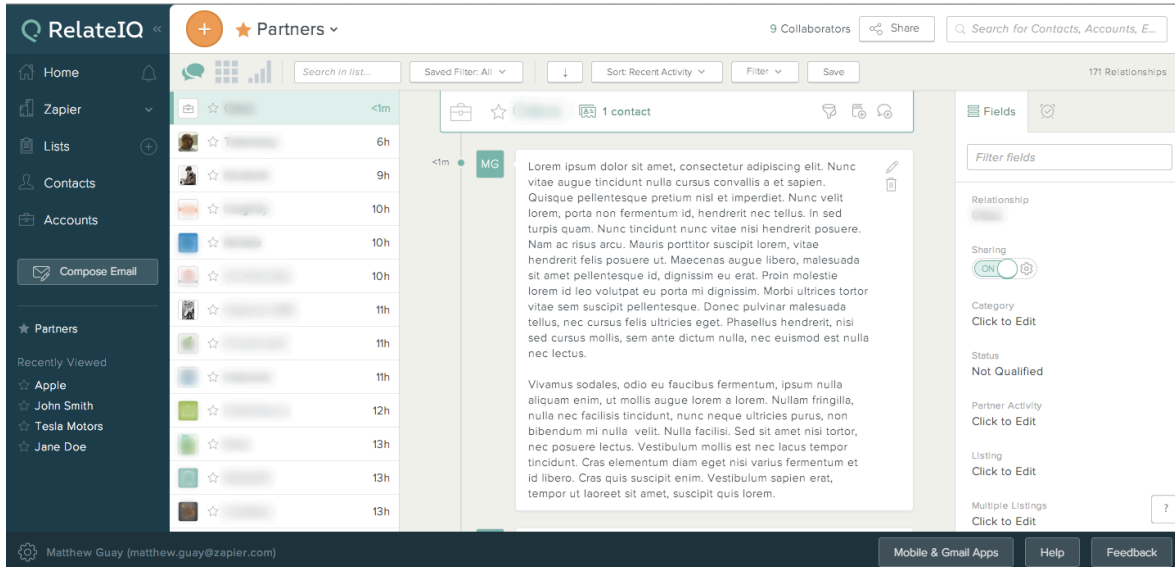 RelateIQ «
Partners
9 Collaborators
Share
Search for Contacts, Accounts, E...
Home
Zapier
Lists
Contacts
Accounts
Compose Email
Partners
Recently Viewed
Apple
John Smith
Tesla Motors
Jane Doe
Search in list...
Saved Filter: All
↓
Sort: Recent Activity
Filter
Save
171 Relationships
<1m
6h
9h
10h
10h
10h
11h
11h
11h
12h
13h
13h
13h
1 contact
<1m
MG
Lorem ipsum dolor sit amet, consectetur adipiscing elit. Nunc
vitae augue tincidunt nulla cursus convallis a et sapien.
Quisque pellentesque pretium nisl et imperdiet. Nunc velit
lorem, porta non fermentum id, hendrerit nec tellus. In sed
turpis quam. Nunc tincidunt nunc vitae nisi hendrerit posuere.
Nam ac risus arcu. Mauris porttitor suscipit lorem, vitae
hendrerit felis posuere ut. Maecenas augue libero, malesuada
sit amet pellentesque id, dignissim eu erat. Proin molestie
lorem id leo volutpat eu porta mi dignissim. Morbi ultrices tortor
vitae sem suscipit pellentesque. Donec pulvinar malesuada
tellus, nec cursus felis ultricies eget. Phasellus hendrerit, nisi
sed cursus mollis, sem ante dictum nulla, nec euismod est nulla
nec lectus.
Vivamus sodales, odio eu faucibus fermentum, ipsum nulla
aliquam enim, ut mollis augue lorem a lorem. Nullam fringilla,
nulla nec facilisis tincidunt, nunc neque ultricies purus, non
bibendum mi nulla velit. Nulla facilisi. Sed sit amet nisi tortor,
nec posuere lectus. Vestibulum mollis est nec lacus tempor
tincidunt. Cras elementum diam eget nisi varius fermentum et
id libero. Cras quis suscipit enim. Vestibulum sapien erat,
tempor ut laoreet sit amet, suscipit quis lorem.
Fields
Filter fields
Relationship
Sharing
ON
Category
Click to Edit
Status
Not Qualified
Partner Activity
Click to Edit
Listing
Click to Edit
Multiple Listings
Click to Edit
?
Matthew Guay (matthew.guay@zapier.com)
Mobile & Gmail Apps
Help
Feedback